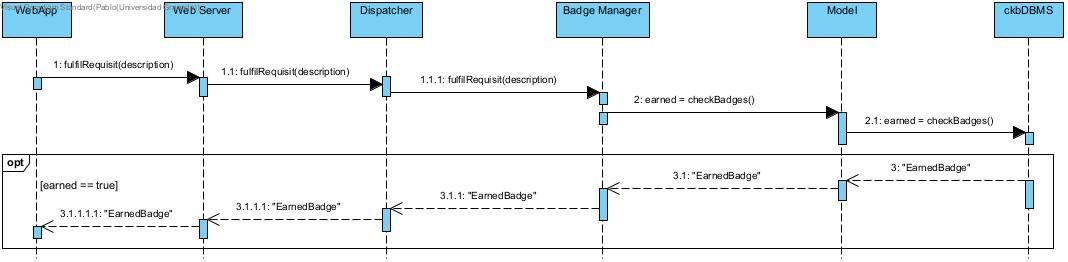 WebApp
Web Server
Dispatcher
Badge Manager
Model
ckbDBMS
1: fulfilRequisit(description)
1.1: fulfilRequisit(description)
1.1.1: fulfilRequisit(description)
2: earned = checkBadges()
2.1: earned = checkBadges()
opt
[earned == true]
3: "EarnedBadge"
3.1: "EarnedBadge"
3.1.1: "EarnedBadge"
3.1.1.1: "EarnedBadge"
3.1.1.1.1: "EarnedBadge"